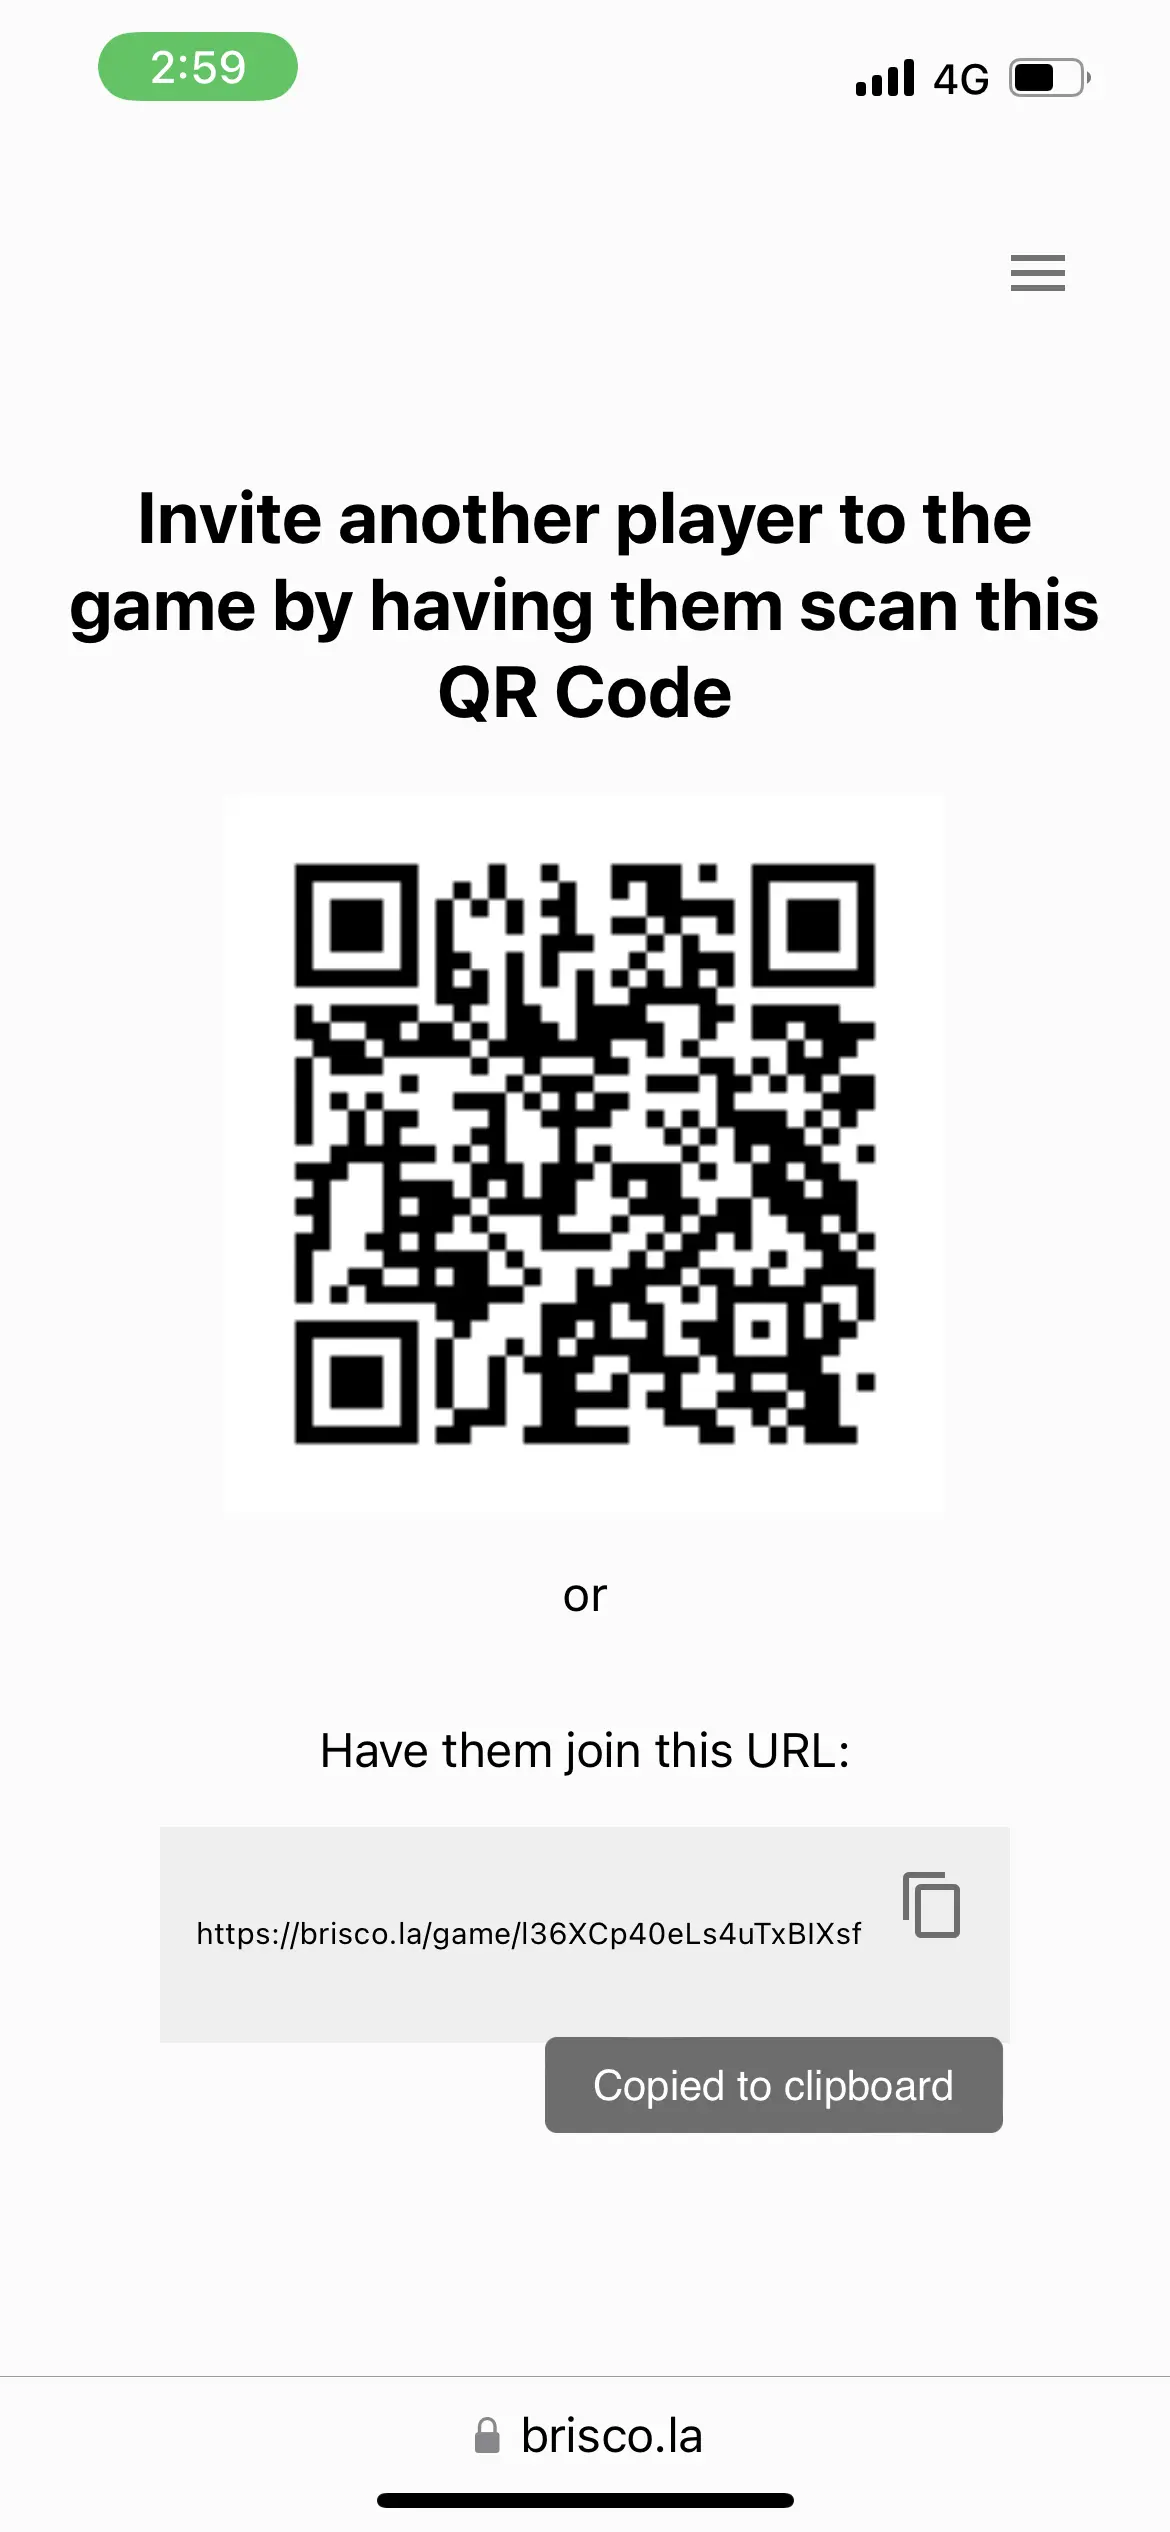 2:59
4G
Invite another player to the
game by having them scan this
QR Code
or
Have them join this URL:
https://brisco.la/game/l36XCp40eLs4uTxBIXsf
Copied to clipboard
brisco.la